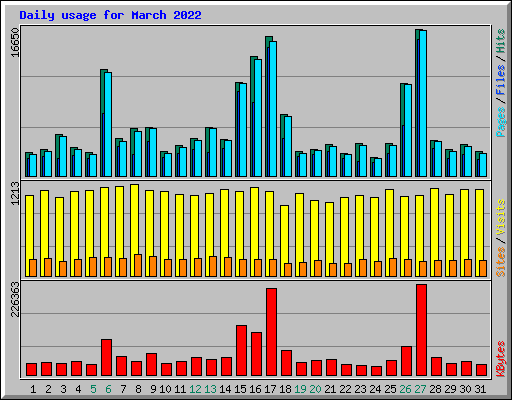 Daily usage for March 2022
16650
Pages / Files / Hits
1213
Sites / Visits
226363
KBytes
1 2 3 4 5 6 7 8 9 10 11 12 13 14 15 16 17 18 19 20 21 22 23 24 25 26 27 28 29 30 31